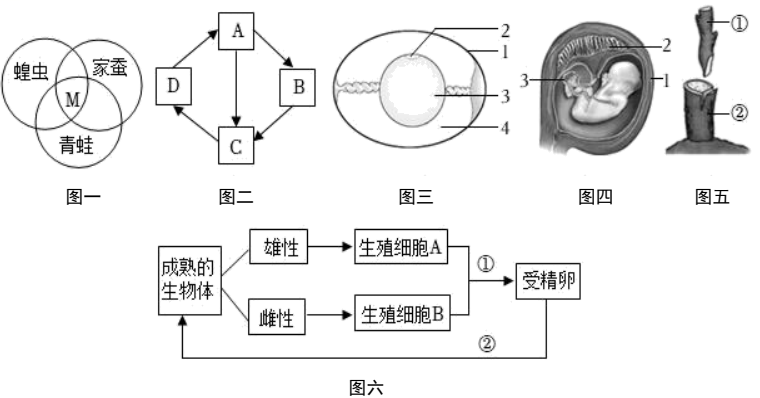 蝗虫
家蚕
M
青蛙
图一
A
D
B
C
图二
2
1
3
4
图三
2
3
1
图四
①
②
图五
成熟的
生物体
雄性
生殖细胞A
①
受精卵
雌性
生殖细胞B
②
图六